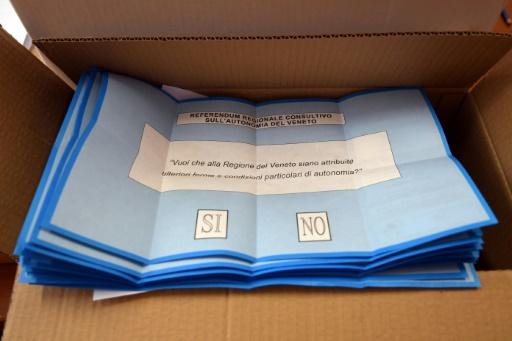 REFERENDUM REGIONALE CONSULTIVO
SULL'AUTONOMIA DEL VENETO
"Vuoi che alla Regione del Veneto siano attribuite
ulteriori forme e condizioni particolari di autonomia?"
SI NO